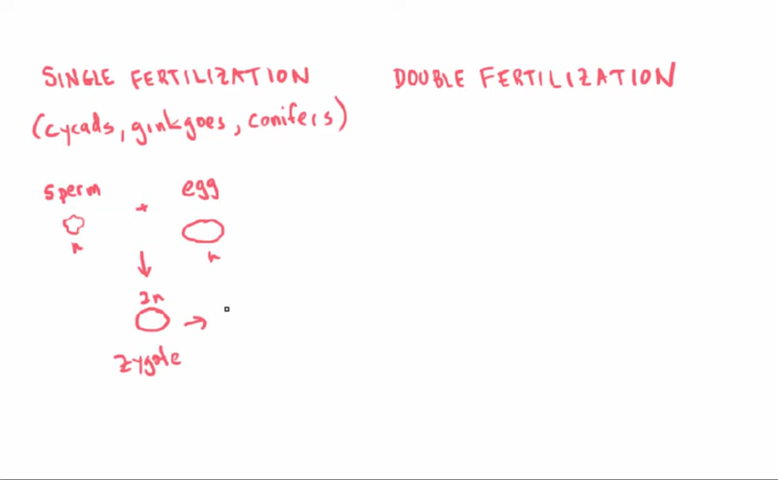 SINGLE FERTILIZATION
(cycads, ginkgoes, conifers)
sperm + egg
n n
2n
zygote
DOUBLE FERTILIZATION